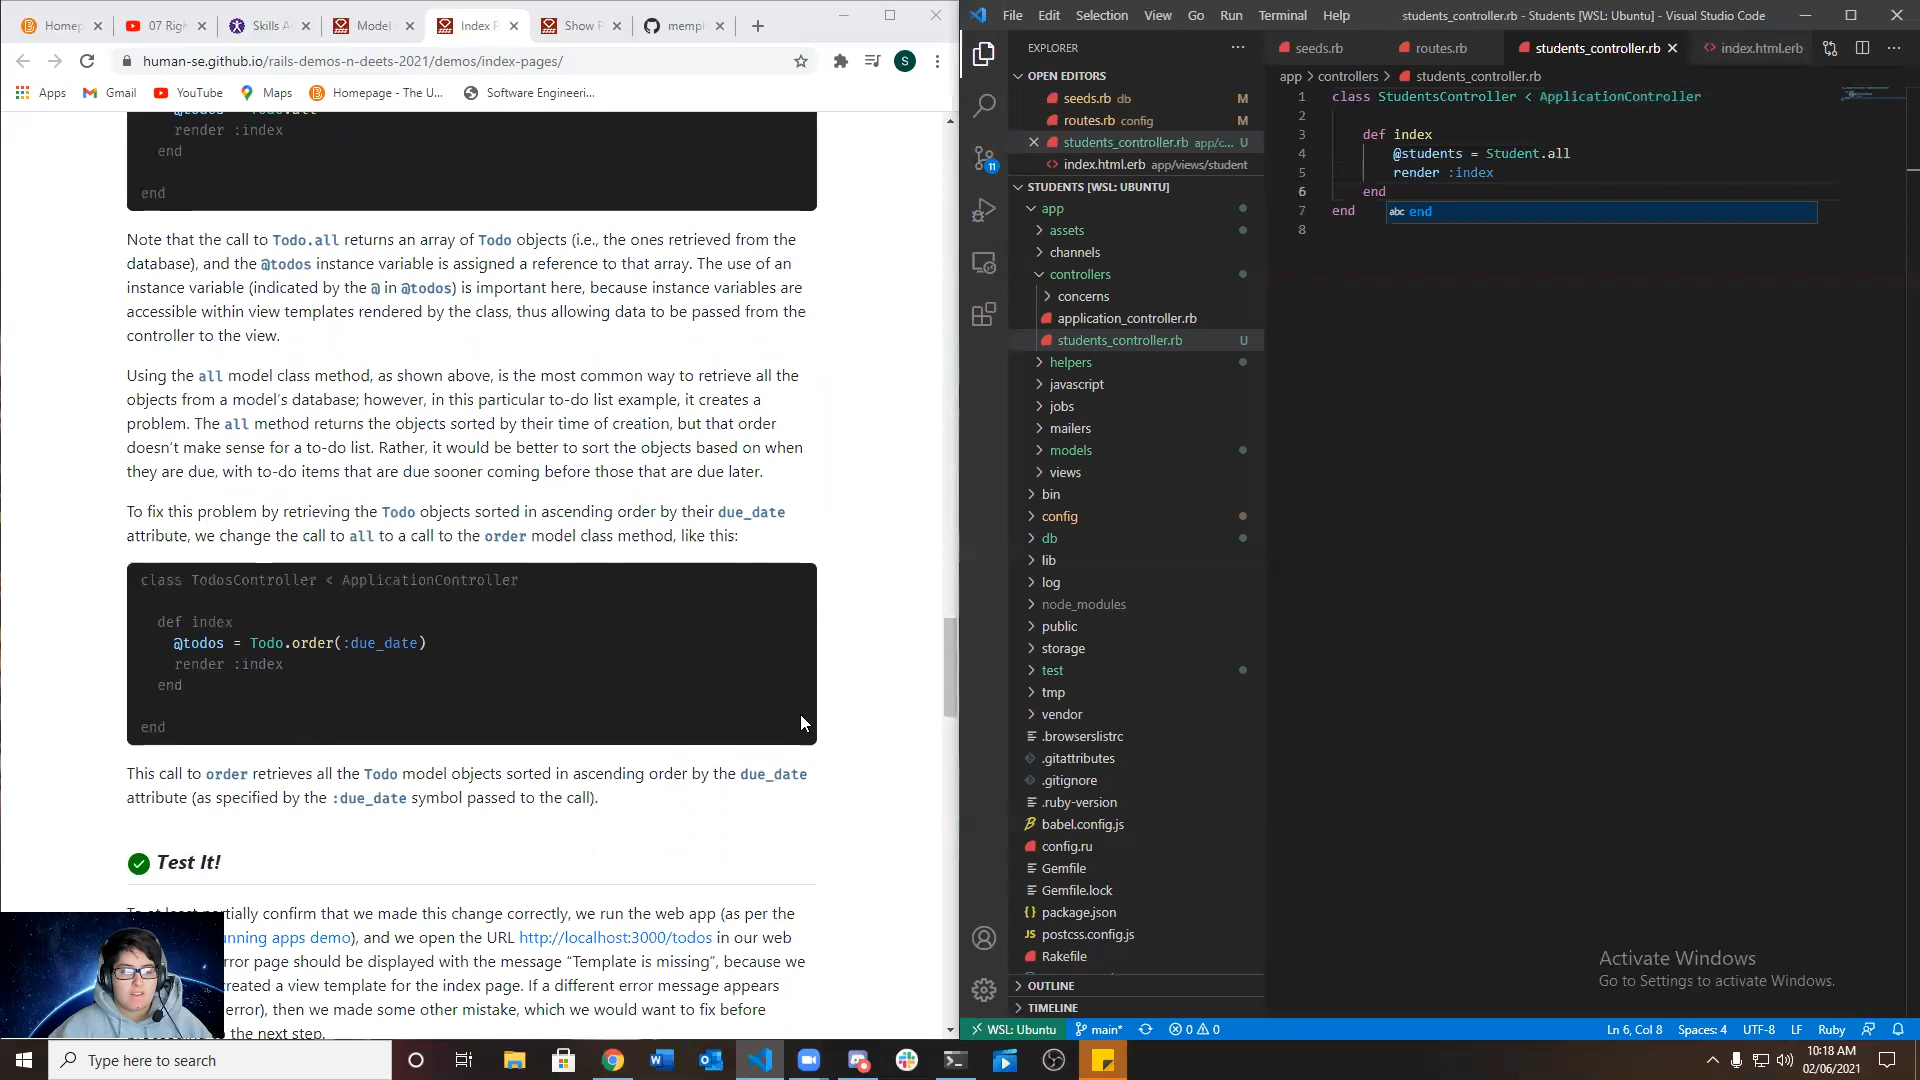 Homep
07 Rig
Skills A
Model
Index P
Show P
memp
human-se.github.io/rails-demos-n-deets-2021/demos/index-pages/
S
Apps
Gmail
YouTube
Maps
Homepage - The U...
Software Engineeri...
render :index
end
end
Note that the call to Todo.all returns an array of Todo objects (i.e., the ones retrieved from the
database), and the @todos instance variable is assigned a reference to that array. The use of an
instance variable (indicated by the @ in @todos) is important here, because instance variables are
accessible within view templates rendered by the class, thus allowing data to be passed from the
controller to the view.
Using the all model class method, as shown above, is the most common way to retrieve all the
objects from a model's database; however, in this particular to-do list example, it creates a
problem. The all method returns the objects sorted by their time of creation, but that order
doesn't make sense for a to-do list. Rather, it would be better to sort the objects based on when
they are due, with to-do items that are due sooner coming before those that are due later.
To fix this problem by retrieving the Todo objects sorted in ascending order by their due_date
attribute, we change the call to all to a call to the order model class method, like this:
class TodosController < ApplicationController
def index
@todos = Todo.order(:due_date)
render :index
end
end
This call to order retrieves all the Todo model objects sorted in ascending order by the due_date
attribute (as specified by the :due_date symbol passed to the call).
Test It!
partially confirm that we made this change correctly, we run the web app (as per the
unning apps demo), and we open the URL http://localhost:3000/todos in our web
rror page should be displayed with the message "Template is missing", because we
created a view template for the index page. If a different error message appears
error), then we made some other mistake, which we would want to fix before
the next step.
File Edit Selection View Go Run Terminal Help
students_controller.rb - Students [WSL: Ubuntu] - Visual Studio Code
EXPLORER
OPEN EDITORS
seeds.rb db M
routes.rb config M
students_controller.rb app/c... U
index.html.erb app/views/student
STUDENTS [WSL: UBUNTU]
app
assets
channels
controllers
concerns
application_controller.rb
students_controller.rb U
helpers
javascript
jobs
mailers
models
views
bin
config
db
lib
log
node_modules
public
storage
test
tmp
vendor
.browserslistrc
.gitattributes
.gitignore
.ruby-version
babel.config.js
config.ru
Gemfile
Gemfile.lock
package.json
postcss.config.js
Rakefile
OUTLINE
TIMELINE
11
seeds.rb
routes.rb
students_controller.rb
index.html.erb
app > controllers > students_controller.rb
1 class StudentsController < ApplicationController
2
3 def index
4 @students = Student.all
5 render :index
6 end
7 end
8
abc end
Activate Windows
Go to Settings to activate Windows.
WSL: Ubuntu
main*
0 0
Ln 6, Col 8
Spaces: 4
UTF-8
LF
Ruby
Type here to search
10:18 AM
02/06/2021